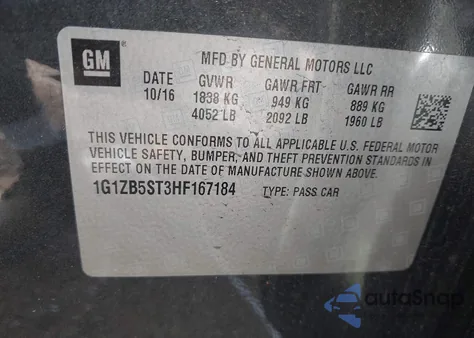 GM
MFD BY GENERAL MOTORS LLC
DATE GVWR GAWR FRT GAWR RR
10/16 1838 KG 949 KG 889 KG
4052 LB 2092 LB 1960 LB
THIS VEHICLE CONFORMS TO ALL APPLICABLE U.S. FEDERAL MOTOR
VEHICLE SAFETY, BUMPER, AND THEFT PREVENTION STANDARDS IN
EFFECT ON THE DATE OF MANUFACTURE SHOWN ABOVE.
1G1ZB5ST3HF167184 TYPE: PASS CAR
autoSnap